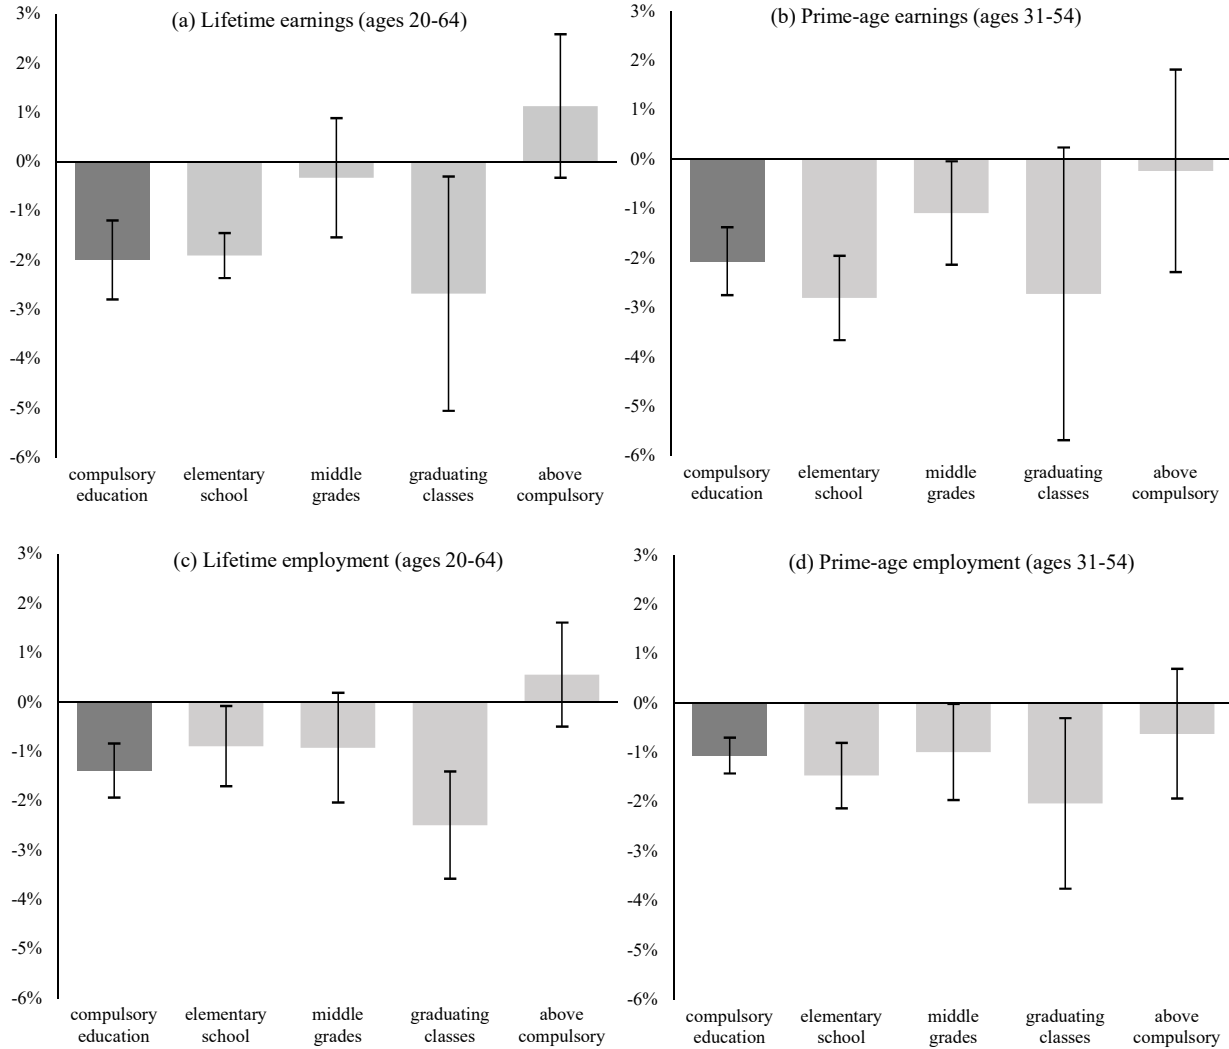 (a) Lifetime earnings (ages 20-64)
3%
2%
1%
0%
-1%
-2%
-3%
-4%
-5%
-6%
compulsory
education
elementary
school
middle
grades
graduating
classes
above
compulsory
(b) Prime-age earnings (ages 31-54)
3%
2%
1%
0%
-1%
-2%
-3%
-4%
-5%
-6%
compulsory
education
elementary
school
middle
grades
graduating
classes
above
compulsory
(c) Lifetime employment (ages 20-64)
3%
2%
1%
0%
-1%
-2%
-3%
-4%
-5%
-6%
compulsory
education
elementary
school
middle
grades
graduating
classes
above
compulsory
(d) Prime-age employment (ages 31-54)
3%
2%
1%
0%
-1%
-2%
-3%
-4%
-5%
-6%
compulsory
education
elementary
school
middle
grades
graduating
classes
above
compulsory